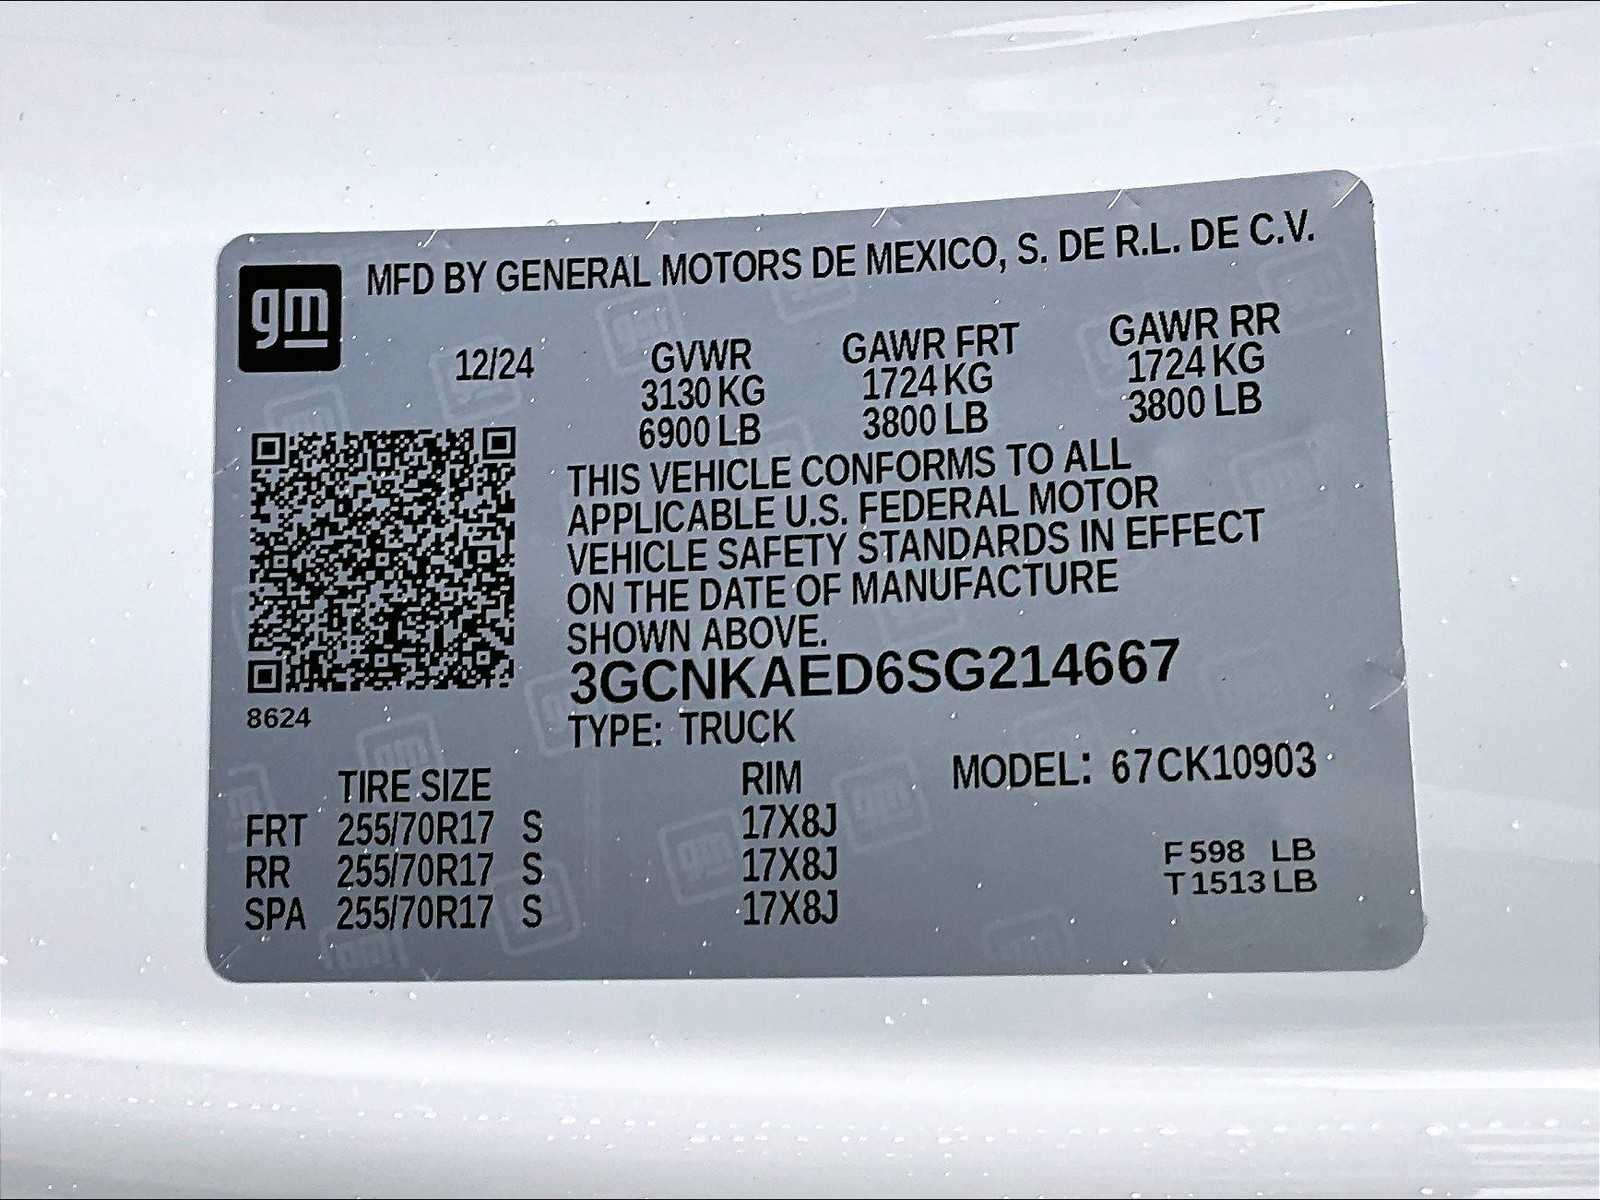 gm
MFD BY GENERAL MOTORS DE MEXICO, S. DE R.L. DE C.V.
12/24 GVWR GAWR FRT GAWR RR
3130 KG 1724 KG 1724 KG
6900 LB 3800 LB 3800 LB
THIS VEHICLE CONFORMS TO ALL
APPLICABLE U.S. FEDERAL MOTOR
VEHICLE SAFETY STANDARDS IN EFFECT
ON THE DATE OF MANUFACTURE
SHOWN ABOVE.
3GCNKAED6SG214667
8624
TYPE: TRUCK
TIRE SIZE RIM MODEL: 67CK10903
FRT 255/70R17 S 17X8J
RR 255/70R17 S 17X8J
SPA 255/70R17 S 17X8J
F 598 LB
T 1513 LB